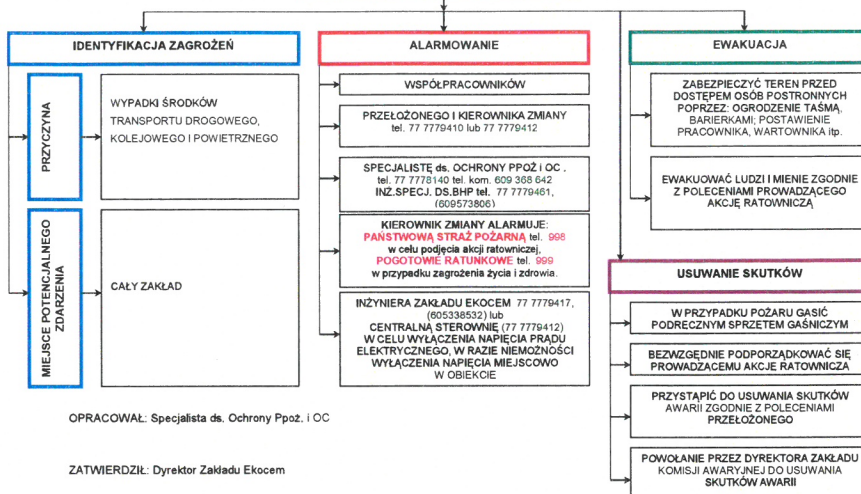 IDENTYFIKACJA ZAGROŻEŃ
PRZYCZYNA
WYPADKI ŚRODKÓW
TRANSPORTU DROGOWEGO,
KOLEJOWEGO I POWIETRZNEGO
MIEJSCE POTENCJALNEGO
ZDARZENIA
CAŁY ZAKŁAD
ALARMOWANIE
WSPÓŁPRACOWNIKÓW
PRZEŁOŻONEGO I KIEROWNIKA ZMIANY
tel. 77 7779410 lub 77 7779412
SPECJALISTĘ ds. OCHRONY PPOŻ i OC .
tel. 77 7778140 tel. kom. 609 368 642
INŻ.SPECJ. DS.BHP tel. 77 7779461,
(609573806)
KIEROWNIK ZMIANY ALARMUJE:
PAŃSTWOWĄ STRAŻ POŻARNĄ tel. 998
w celu podjęcia akcji ratowniczej,
POGOTOWIE RATUNKOWE tel. 999
w przypadku zagrożenia życia i zdrowia.
INŻYNIERA ZAKŁADU EKOCEM 77 7779417,
(605338532) lub
CENTRALNĄ STEROWNIĘ (77 7779412)
W CELU WYŁĄCZENIA NAPIĘCIA PRĄDU
ELEKTRYCZNEGO, W RAZIE NIEMOŻNOŚCI
WYŁĄCZENIA NAPIĘCIA MIEJSCOWO
W OBIEKCIE
EWAKUACJA
ZABEZPIECZYĆ TEREN PRZED
DOSTĘPEM OSÓB POSTRONNYCH
POPRZEZ: OGRODZENIE TAŚMĄ,
BARIERKAMI; POSTAWIENIE
PRACOWNIKA, WARTOWNIKA itp.
EWAKUOWAĆ LUDZI I MIENIE ZGODNIE
Z POLECENIAMI PROWADZĄCEGO
AKCJĘ RATOWNICZĄ
USUWANIE SKUTKÓW
W PRZYPADKU POŻARU GASIĆ
PODRĘCZNYM SPRZĘTEM GAŚNICZYM
BEZWZGLĘDNIE PODPORZĄDKOWAĆ SIĘ
PROWADZĄCEMU AKCJĘ RATOWNICZĄ
PRZYSTĄPIĆ DO USUWANIA SKUTKÓW
AWARII ZGODNIE Z POLECENIAMI
PRZEŁOŻONEGO
POWOŁANIE PRZEZ DYREKTORA ZAKŁADU
KOMISJI AWARYJNEJ DO USUWANIA
SKUTKÓW AWARII
OPRACOWAŁ: Specjalista ds. Ochrony Ppoż. i OC
ZATWIERDZIŁ: Dyrektor Zakładu Ekocem